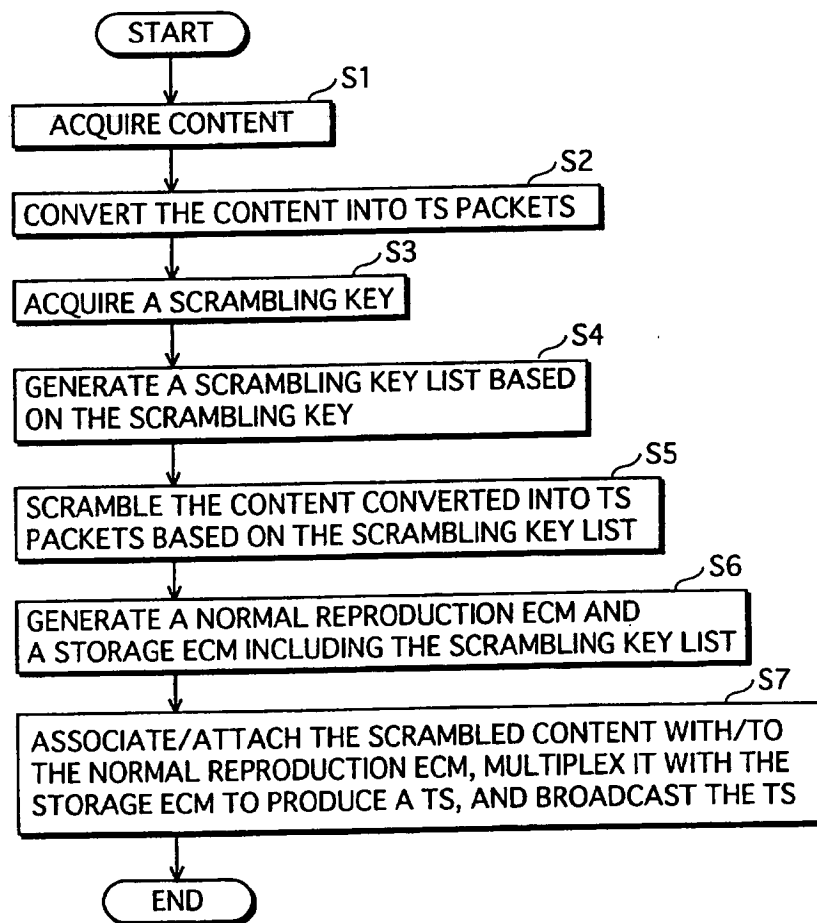 START
S1
ACQUIRE CONTENT
S2
CONVERT THE CONTENT INTO TS PACKETS
S3
ACQUIRE A SCRAMBLING KEY
S4
GENERATE A SCRAMBLING KEY LIST BASED
ON THE SCRAMBLING KEY
S5
SCRAMBLE THE CONTENT CONVERTED INTO TS
PACKETS BASED ON THE SCRAMBLING KEY LIST
S6
GENERATE A NORMAL REPRODUCTION ECM AND
A STORAGE ECM INCLUDING THE SCRAMBLING KEY LIST
S7
ASSOCIATE/ATTACH THE SCRAMBLED CONTENT WITH/TO
THE NORMAL REPRODUCTION ECM, MULTIPLEX IT WITH THE
STORAGE ECM TO PRODUCE A TS, AND BROADCAST THE TS
END